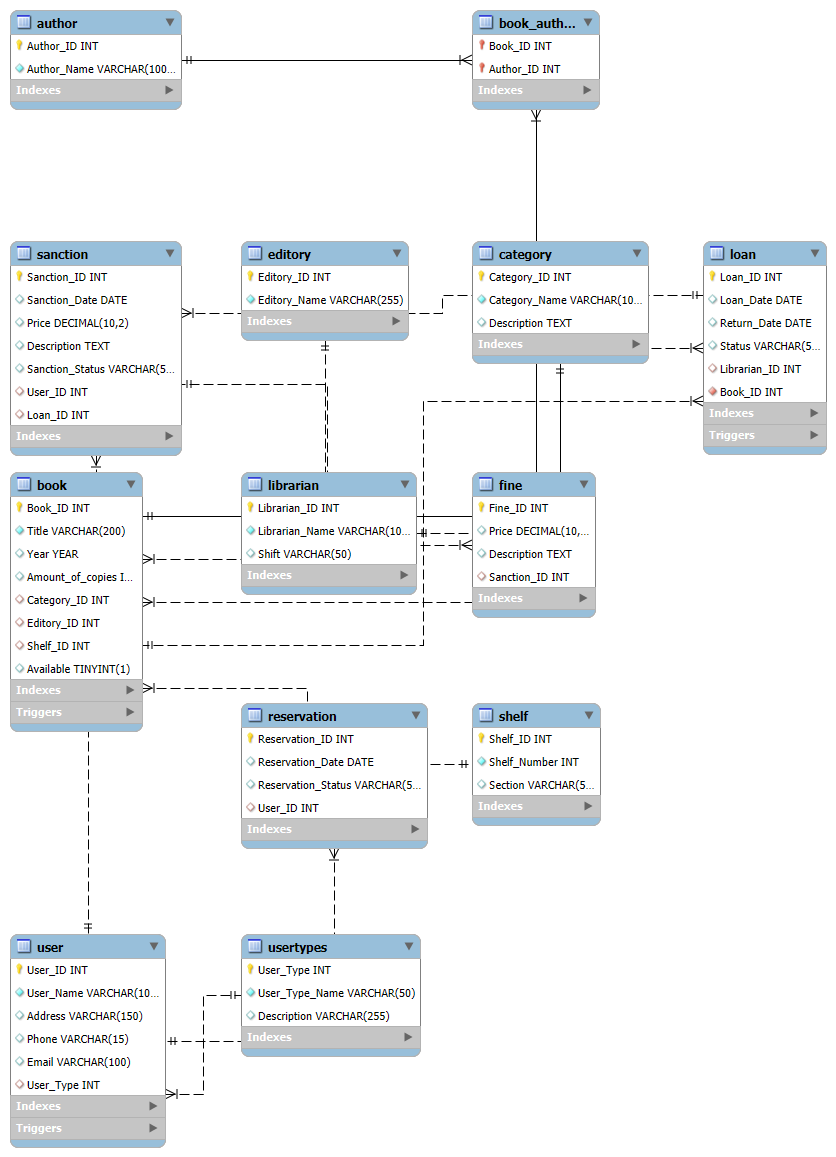 author
Author_ID INT
Author_Name VARCHAR(100...
Indexes
book_auth...
Book_ID INT
Author_ID INT
Indexes
sanction
Sanction_ID INT
Sanction_Date DATE
Price DECIMAL(10,2)
Description TEXT
Sanction_Status VARCHAR(5...
User_ID INT
Loan_ID INT
Indexes
editory
Editory_ID INT
Editory_Name VARCHAR(255)
Indexes
category
Category_ID INT
Category_Name VARCHAR(10...
Description TEXT
Indexes
loan
Loan_ID INT
Loan_Date DATE
Return_Date DATE
Status VARCHAR(5...
Librarian_ID INT
Book_ID INT
Indexes
Triggers
book
Book_ID INT
Title VARCHAR(200)
Year YEAR
Amount_of_copies I...
Category_ID INT
Editory_ID INT
Shelf_ID INT
Available TINYINT(1)
Indexes
Triggers
librarian
Librarian_ID INT
Librarian_Name VARCHAR(10...
Shift VARCHAR(50)
Indexes
fine
Fine_ID INT
Price DECIMAL(10,...
Description TEXT
Sanction_ID INT
Indexes
reservation
Reservation_ID INT
Reservation_Date DATE
Reservation_Status VARCHAR(5...
User_ID INT
Indexes
shelf
Shelf_ID INT
Shelf_Number INT
Section VARCHAR(5...
Indexes
user
User_ID INT
User_Name VARCHAR(10...
Address VARCHAR(150)
Phone VARCHAR(15)
Email VARCHAR(100)
User_Type INT
Indexes
Triggers
usertypes
User_Type INT
User_Type_Name VARCHAR(50)
Description VARCHAR(255)
Indexes